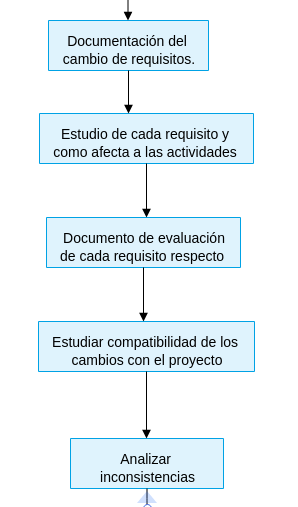 Documentación del
cambio de requisitos.
Estudio de cada requisito y
como afecta a las actividades
Documento de evaluación
de cada requisito respecto
Estudiar compatibilidad de los
cambios con el proyecto
Analizar
inconsistencias